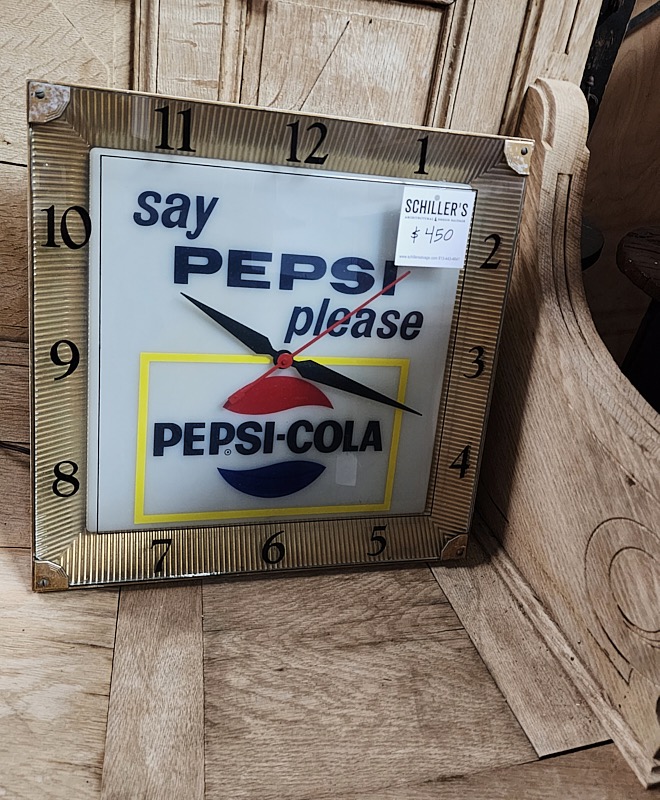 11 12 1
10 2
9 3
8 4
7 6 5
say
PEPSI
please
PEPSI-COLA
®
SCHILLER'S
$450